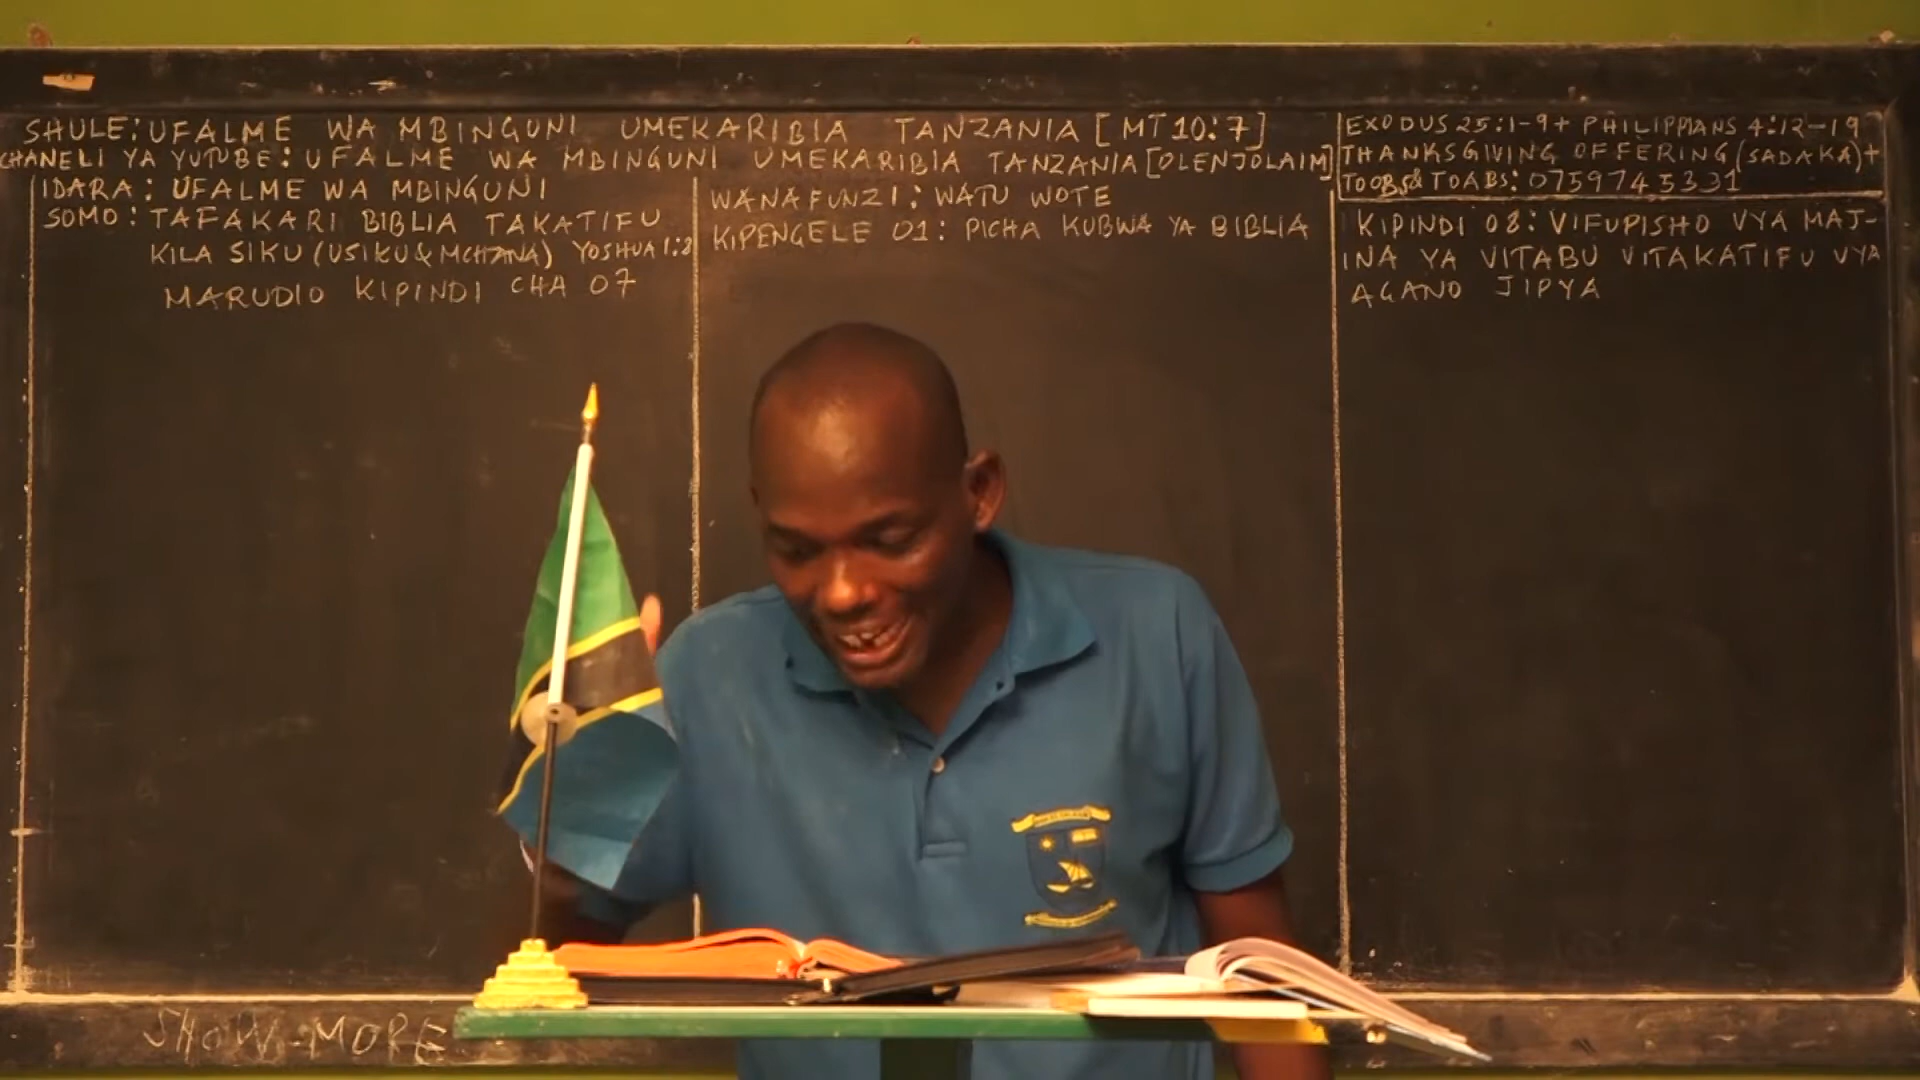 SHULE: UFALME WA MBINGUNI UMEKARIBIA TANZANIA [MT 10:7]
CHANELI YA YUTUBE: UFALME WA MBINGUNI UMEKARIBIA TANZANIA [OLENJOLAIM]
IDARA: UFALME WA MBINGUNI
SOMO: TAFAKARI BIBLIA TAKATIFU
KILA SIKU (USIKU & MCHANA) YOSHUA 1:8
MARUDIO KIPINDI CHA 07
WANAFUNZI: WATU WOTE
KIPENGELE 01: PICHA KUBWA YA BIBLIA
EXODUS 25:1-9 + PHILIPPIANS 4:12-19
THANKSGIVING OFFERING (SADAKA) +
TOOBS & TOABS: 0759745331
KIPINDI 08: VIFUPISHO VYA MAJ-
INA YA VITABU VITAKATIFU VYA
AGANO JIPYA
SHOW MORE